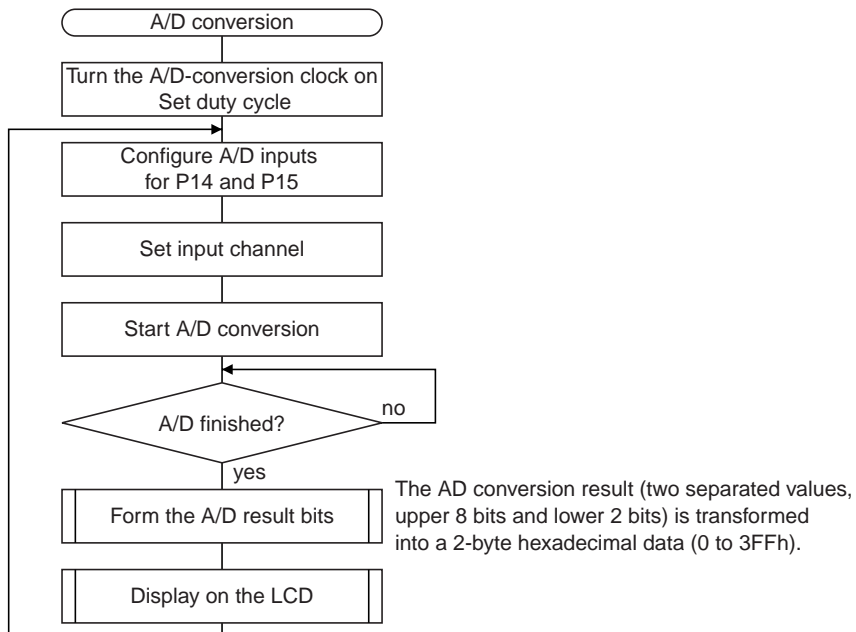 A/D conversion
Turn the A/D-conversion clock on
Set duty cycle
Configure A/D inputs
for P14 and P15
Set input channel
Start A/D conversion
A/D finished?
no
yes
Form the A/D result bits
The AD conversion result (two separated values,
upper 8 bits and lower 2 bits) is transformed
into a 2-byte hexadecimal data (0 to 3FFh).
Display on the LCD